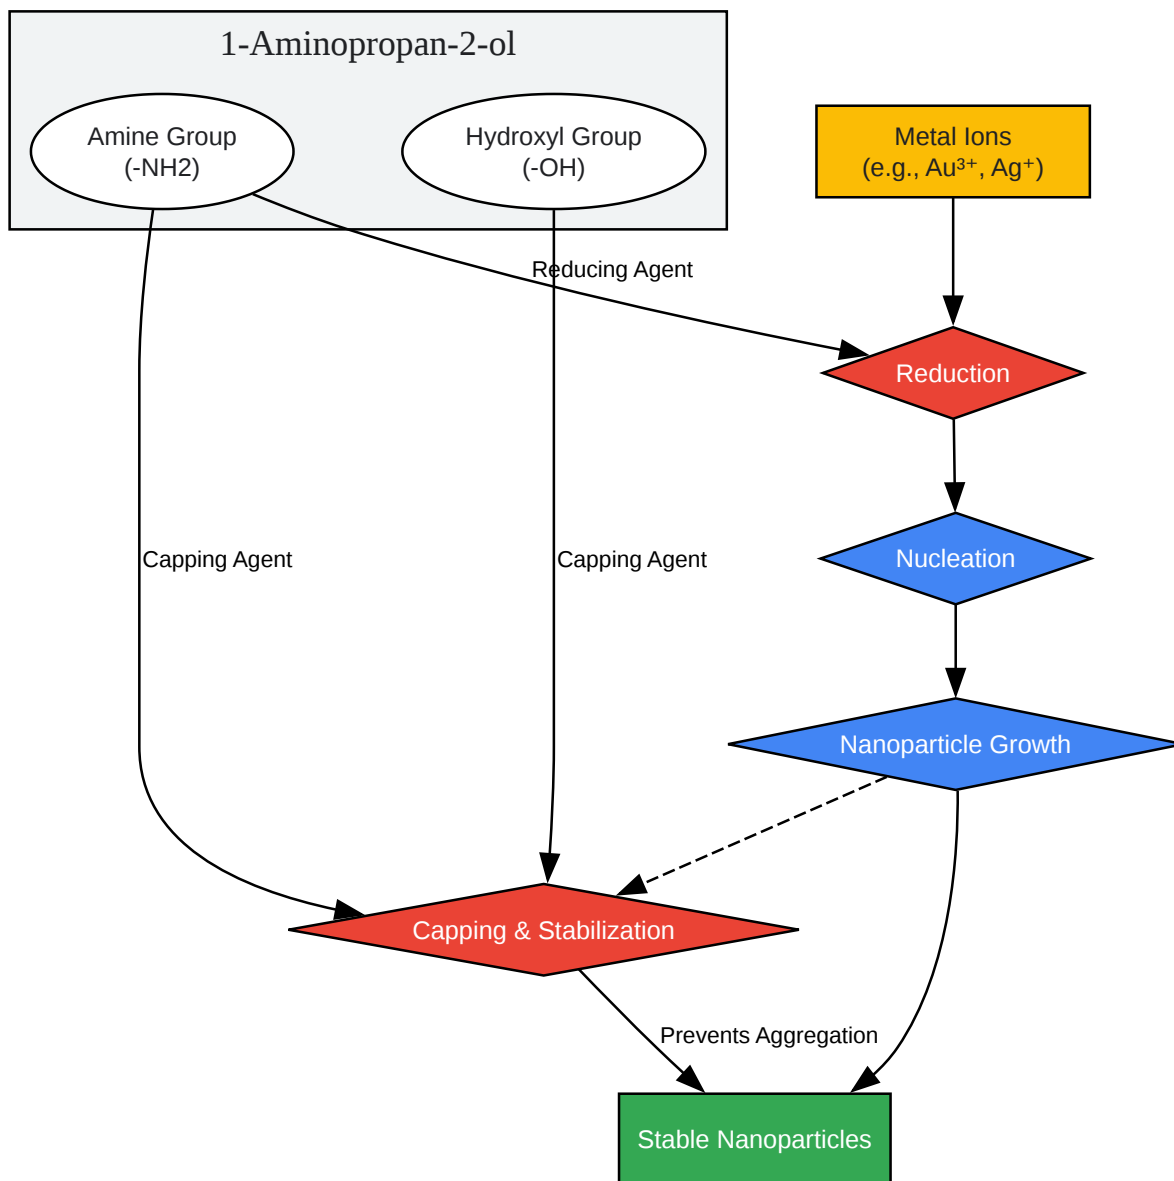 1-Aminopropan-2-ol
Amine Group
(-NH2)
Hydroxyl Group
(-OH)
Metal Ions
(e.g., Au³⁺, Ag⁺)
Reducing Agent
Reduction
Capping Agent
Capping Agent
Nucleation
Nanoparticle Growth
Capping & Stabilization
Prevents Aggregation
Stable Nanoparticles